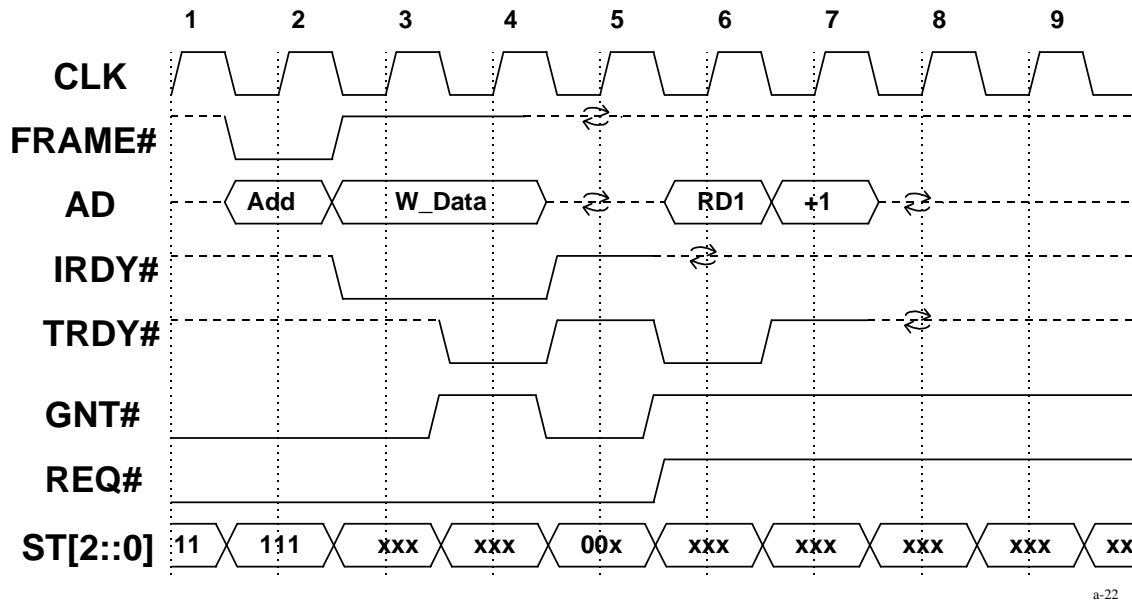 1 2 3 4 5 6 7 8 9
CLK
FRAME#
AD Add W_Data RD1 +1
IRDY#
TRDY#
GNT#
REQ#
ST[2::0] 11 111 xxx xxx 00x xxx xxx xxx xxx xx
a-22